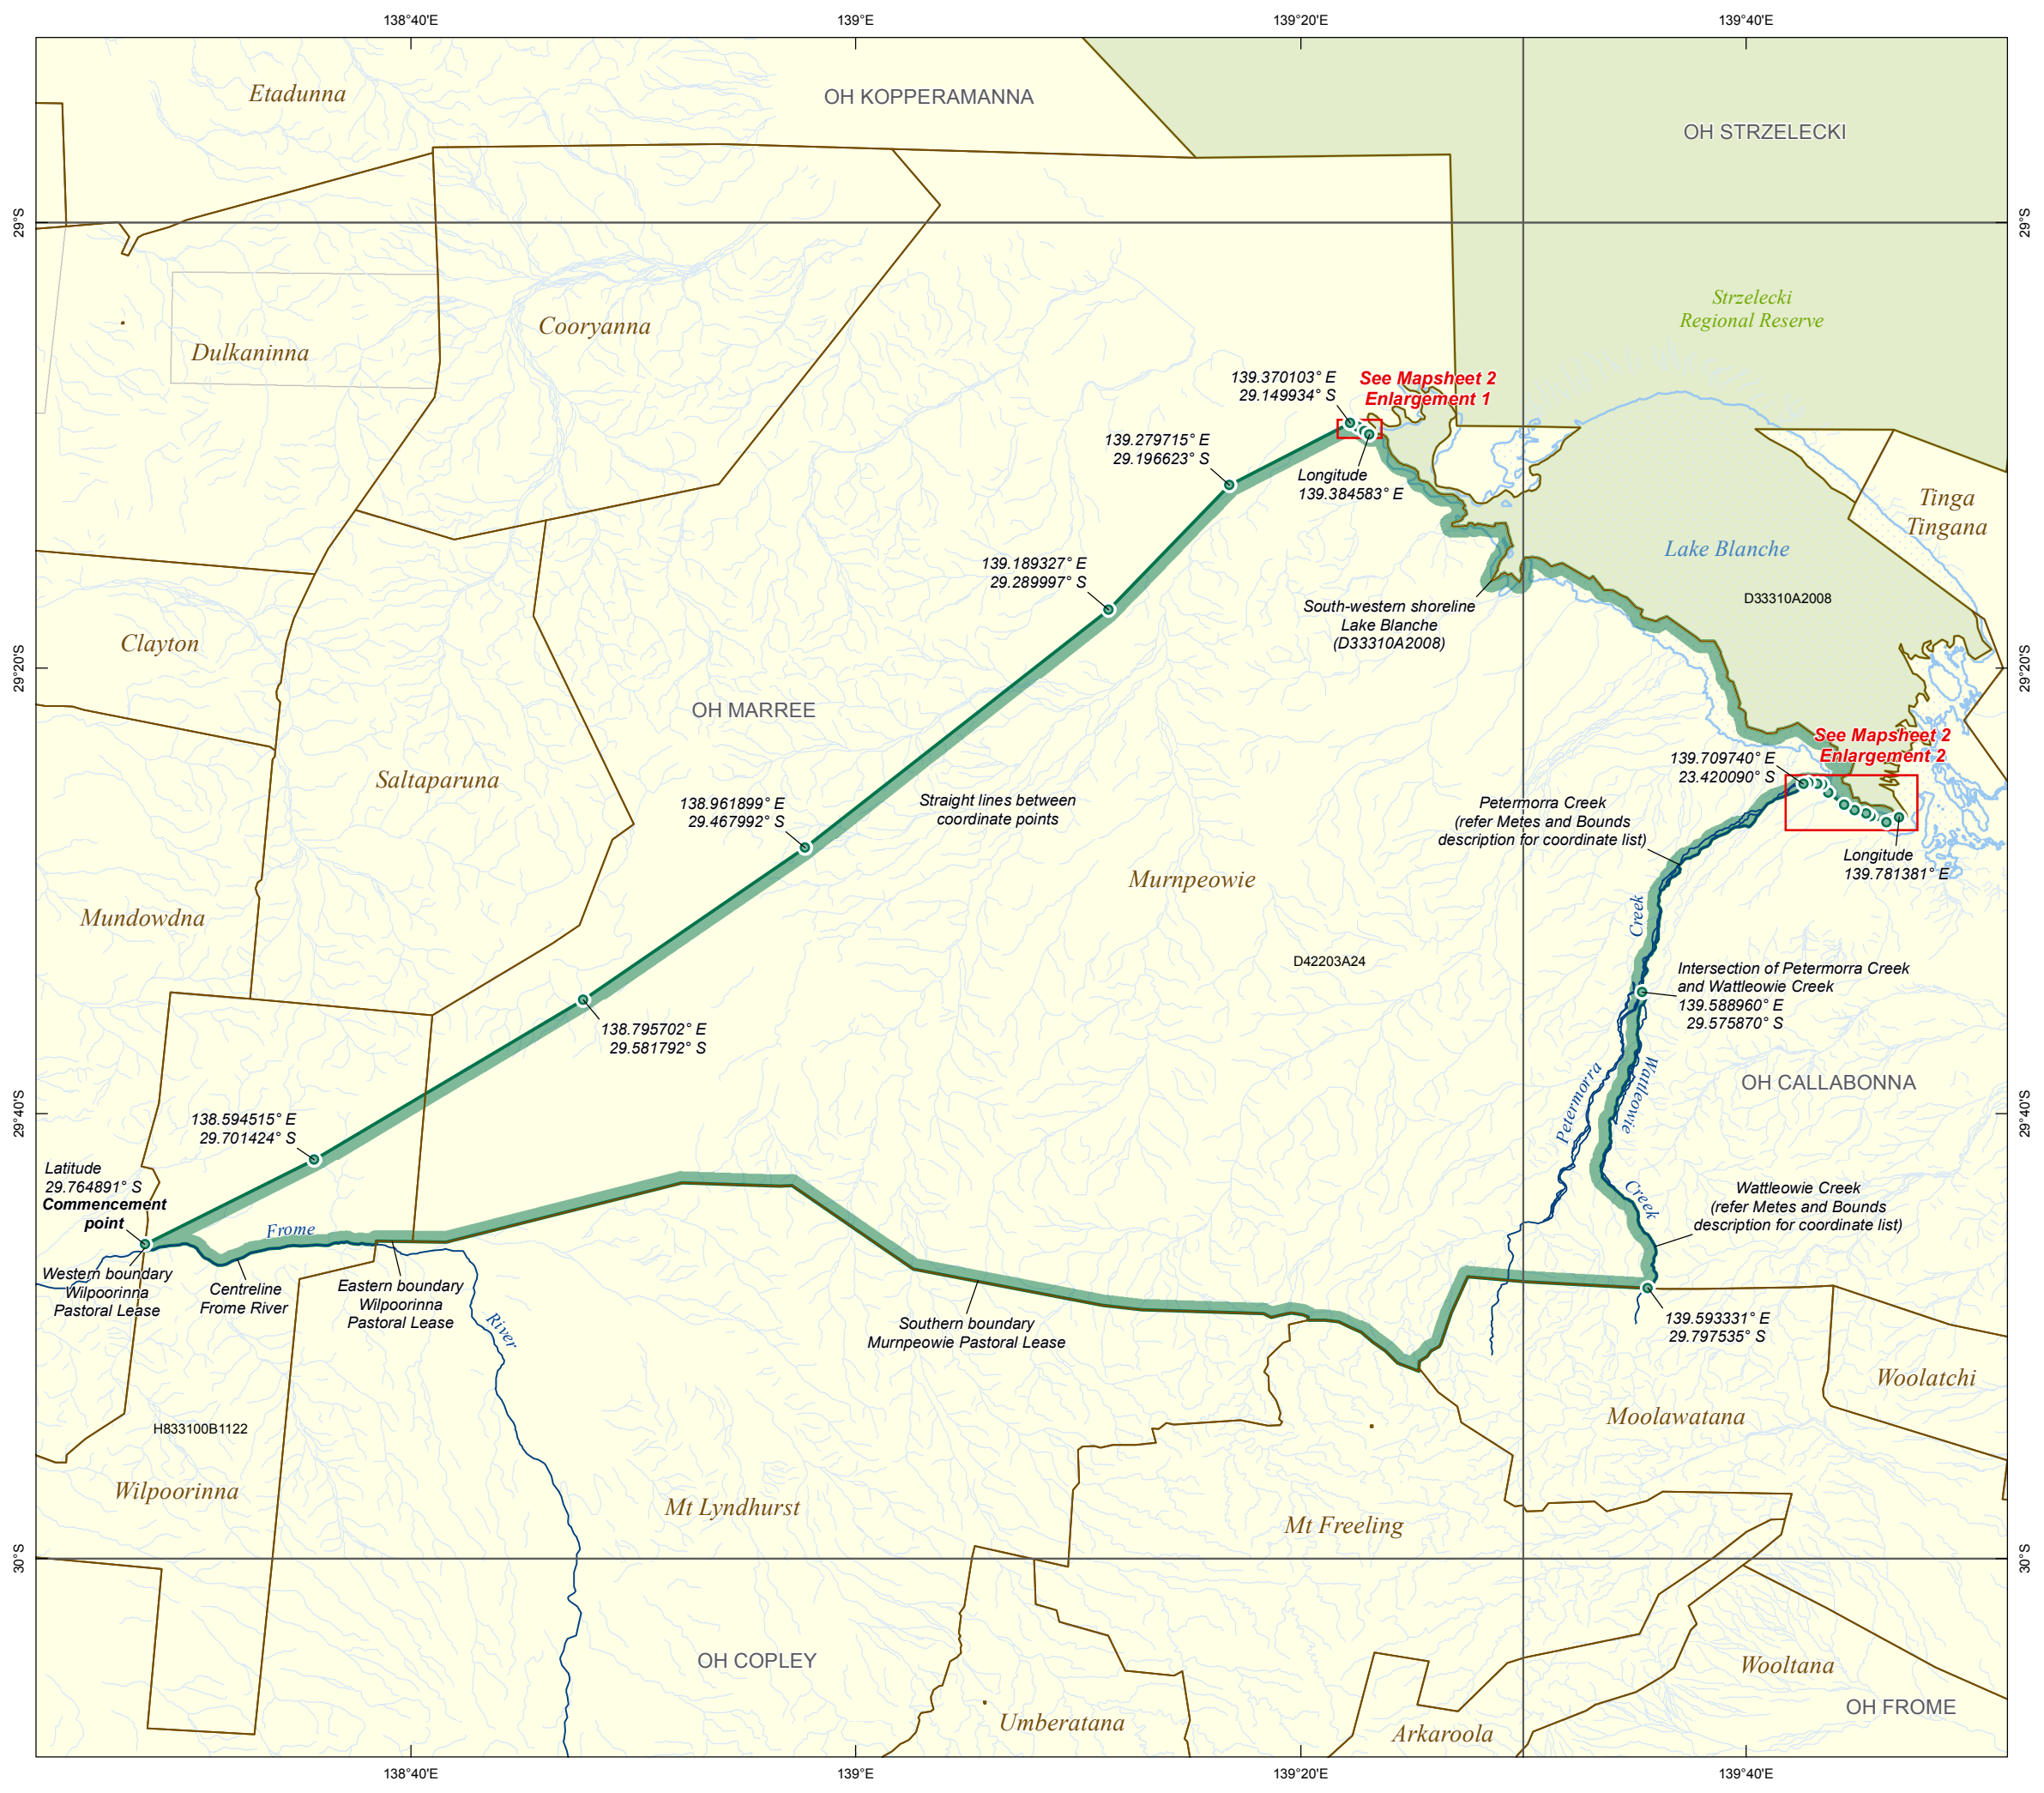 138°40'E
139°E
139°20'E
139°40'E
Etadunna
OH KOPPERAMANNA
OH STRZELECKI
29°S
29°S
Strzelecki
Regional Reserve
Cooryanna
Dulkaninna
139.370103° E
29.149934° S
See Mapsheet 2
Enlargement 1
139.279715° E
29.196623° S
Longitude
139.384583° E
Tinga
Tingana
Lake Blanche
139.189327° E
29.289997° S
D33310A2008
South-western shoreline
Lake Blanche
(D33310A2008)
Clayton
29°20'S
29°20'S
OH MARREE
See Mapsheet 2
Enlargement 2
139.709740° E
23.420090° S
Saltaparuna
138.961899° E
29.467992° S
Straight lines between
coordinate points
Petermorra Creek
(refer Metes and Bounds
description for coordinate list)
Longitude
139.781381° E
Murnpeowie
Mundowdna
Creek
D42203A24
Intersection of Petermorra Creek
and Wattleowie Creek
139.588960° E
29.575870° S
138.795702° E
29.581792° S
Petermorra
Wattleowie
OH CALLABONNA
29°40'S
29°40'S
138.594515° E
29.701424° S
Latitude
29.764891° S
Commencement
point
Creek
Wattleowie Creek
(refer Metes and Bounds
description for coordinate list)
Frome
Western boundary
Wilpoorinna
Pastoral Lease
Centreline
Frome River
Eastern boundary
Wilpoorinna
Pastoral Lease
River
Southern boundary
Murnpeowie Pastoral Lease
139.593331° E
29.797535° S
Woolatchi
Moolawatana
H833100B1122
Wilpoorinna
Mt Lyndhurst
Mt Freeling
30°S
30°S
OH COPLEY
Wooltana
OH FROME
Umberatana
Arkaroola
138°40'E
139°E
139°20'E
139°40'E